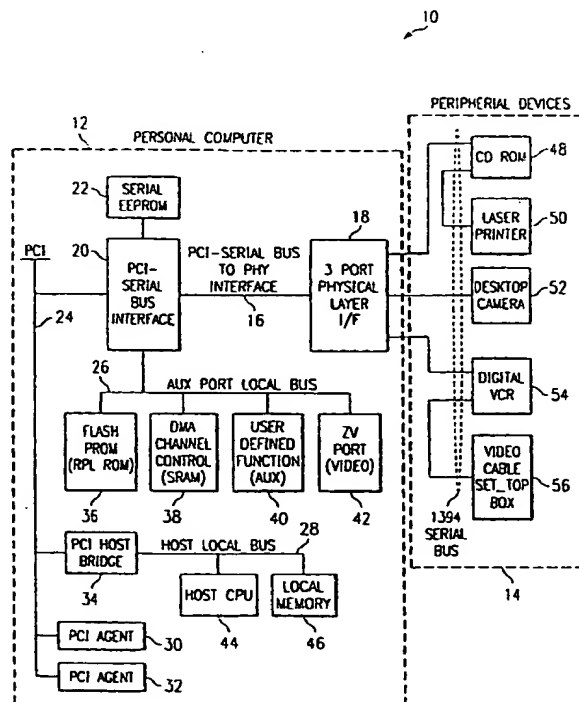 10
PERIPHERIAL DEVICES
12
PERSONAL COMPUTER
22
SERIAL
EEPROM
PCI
20
PCI-
SERIAL
BUS
INTERFACE
24
PCI-SERIAL BUS
TO PHY
INTERFACE
16
18
3 PORT
PHYSICAL
LAYER
I/F
CD ROM
48
LASER
PRINTER
50
DESKTOP
CAMERA
52
DIGITAL
VCR
54
VIDEO
CABLE
SET_TOP
BOX
56
1394
SERIAL
BUS
14
26
AUX PORT LOCAL BUS
FLASH
PROM
(RPL ROM)
36
DMA
CHANNEL
CONTROL
(SRAM)
38
USER
DEFINED
FUNCTION
(AUX)
40
ZV
PORT
(VIDEO)
42
PCI HOST
BRIDGE
34
HOST LOCAL BUS
28
HOST CPU
44
LOCAL
MEMORY
46
PCI AGENT
30
PCI AGENT
32